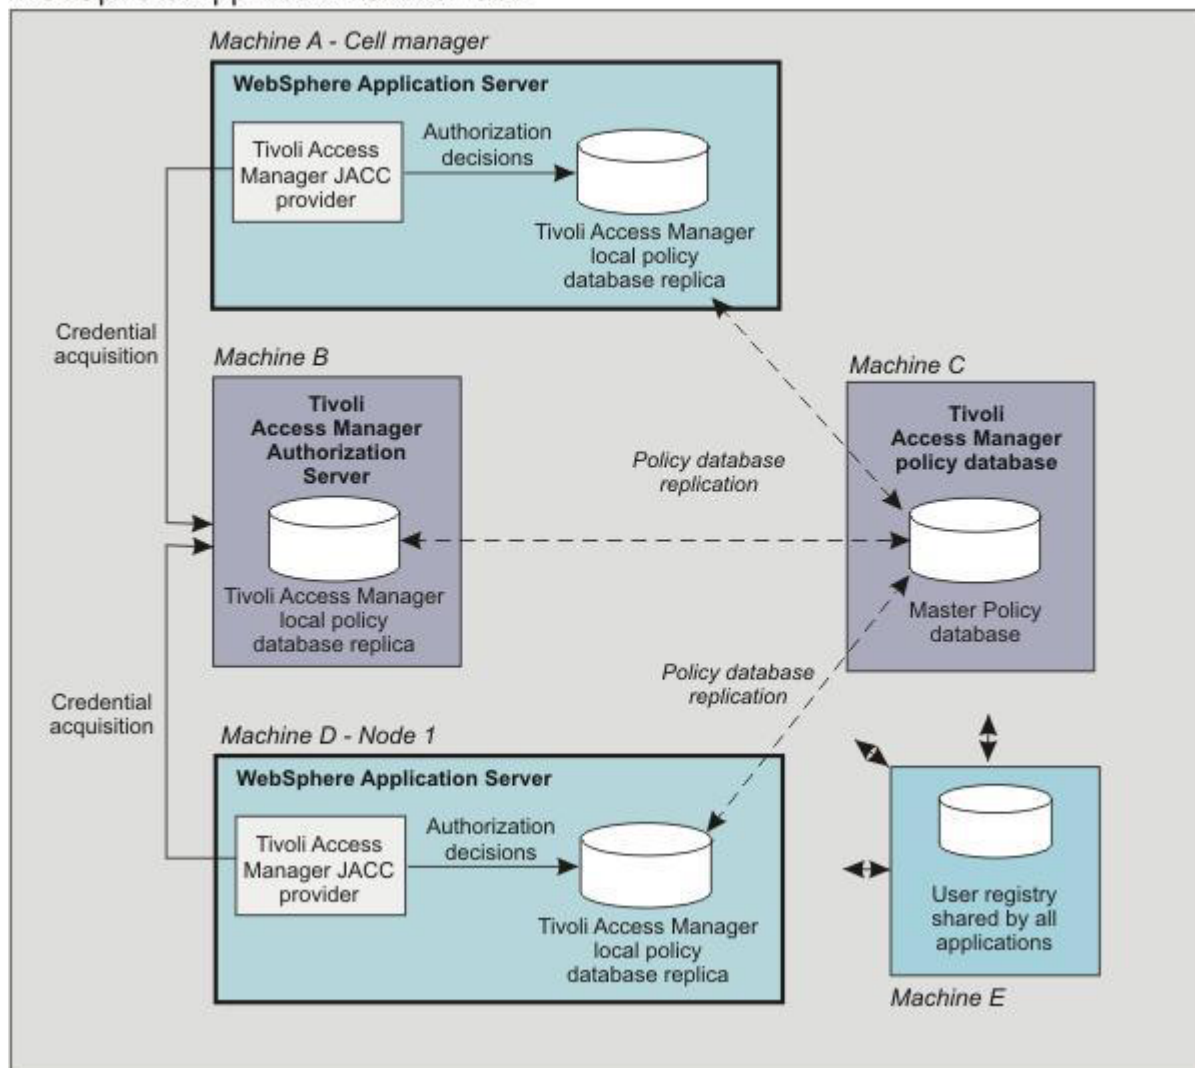 Machine A - Cell manager
WebSphere Application Server
Tivoli Access
Manager JACC
provider
Authorization
decisions
Tivoli Access Manager
local policy
database replica
Credential
acquisition
Machine B
Tivoli
Access Manager
Authorization
Server
Tivoli Access Manager
local policy
database replica
Policy database
replication
Machine C
Tivoli
Access Manager
policy database
Master Policy
database
Credential
acquisition
Policy database
replication
Machine D - Node 1
WebSphere Application Server
Tivoli Access
Manager JACC
provider
Authorization
decisions
Tivoli Access Manager
local policy
database replica
User registry
shared by all
applications
Machine E